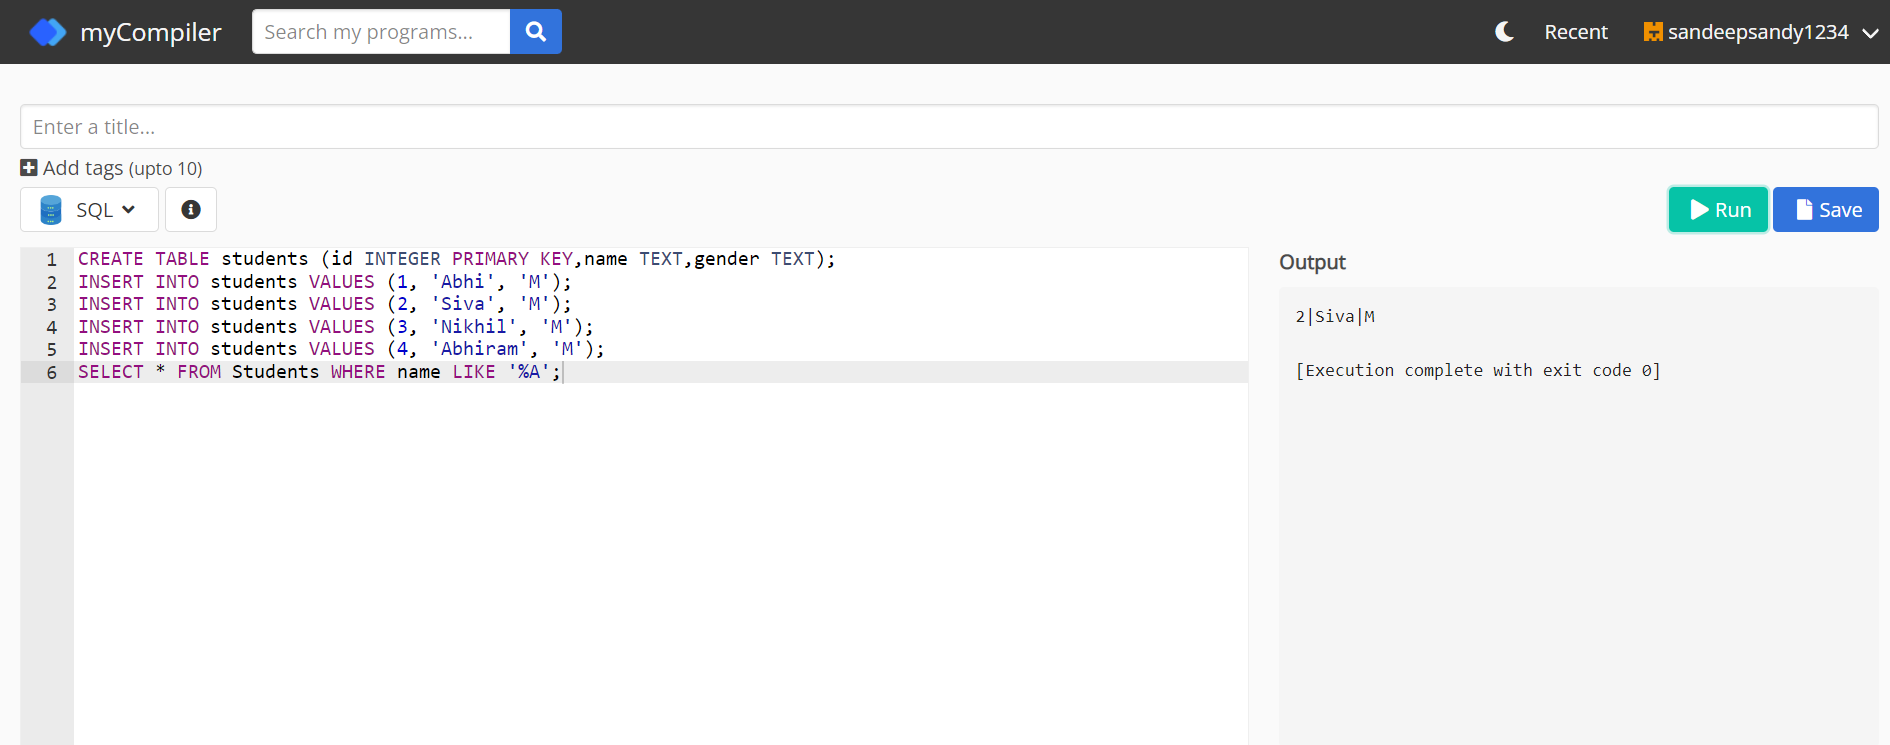 myCompiler
Search my programs...
Recent
sandeepsandy1234
Enter a title...
Add tags (upto 10)
SQL
Run
Save
1 CREATE TABLE students (id INTEGER PRIMARY KEY,name TEXT,gender TEXT);
2 INSERT INTO students VALUES (1, 'Abhi', 'M');
3 INSERT INTO students VALUES (2, 'Siva', 'M');
4 INSERT INTO students VALUES (3, 'Nikhil', 'M');
5 INSERT INTO students VALUES (4, 'Abhiram', 'M');
6 SELECT * FROM Students WHERE name LIKE '%A';
Output
2|Siva|M
[Execution complete with exit code 0]